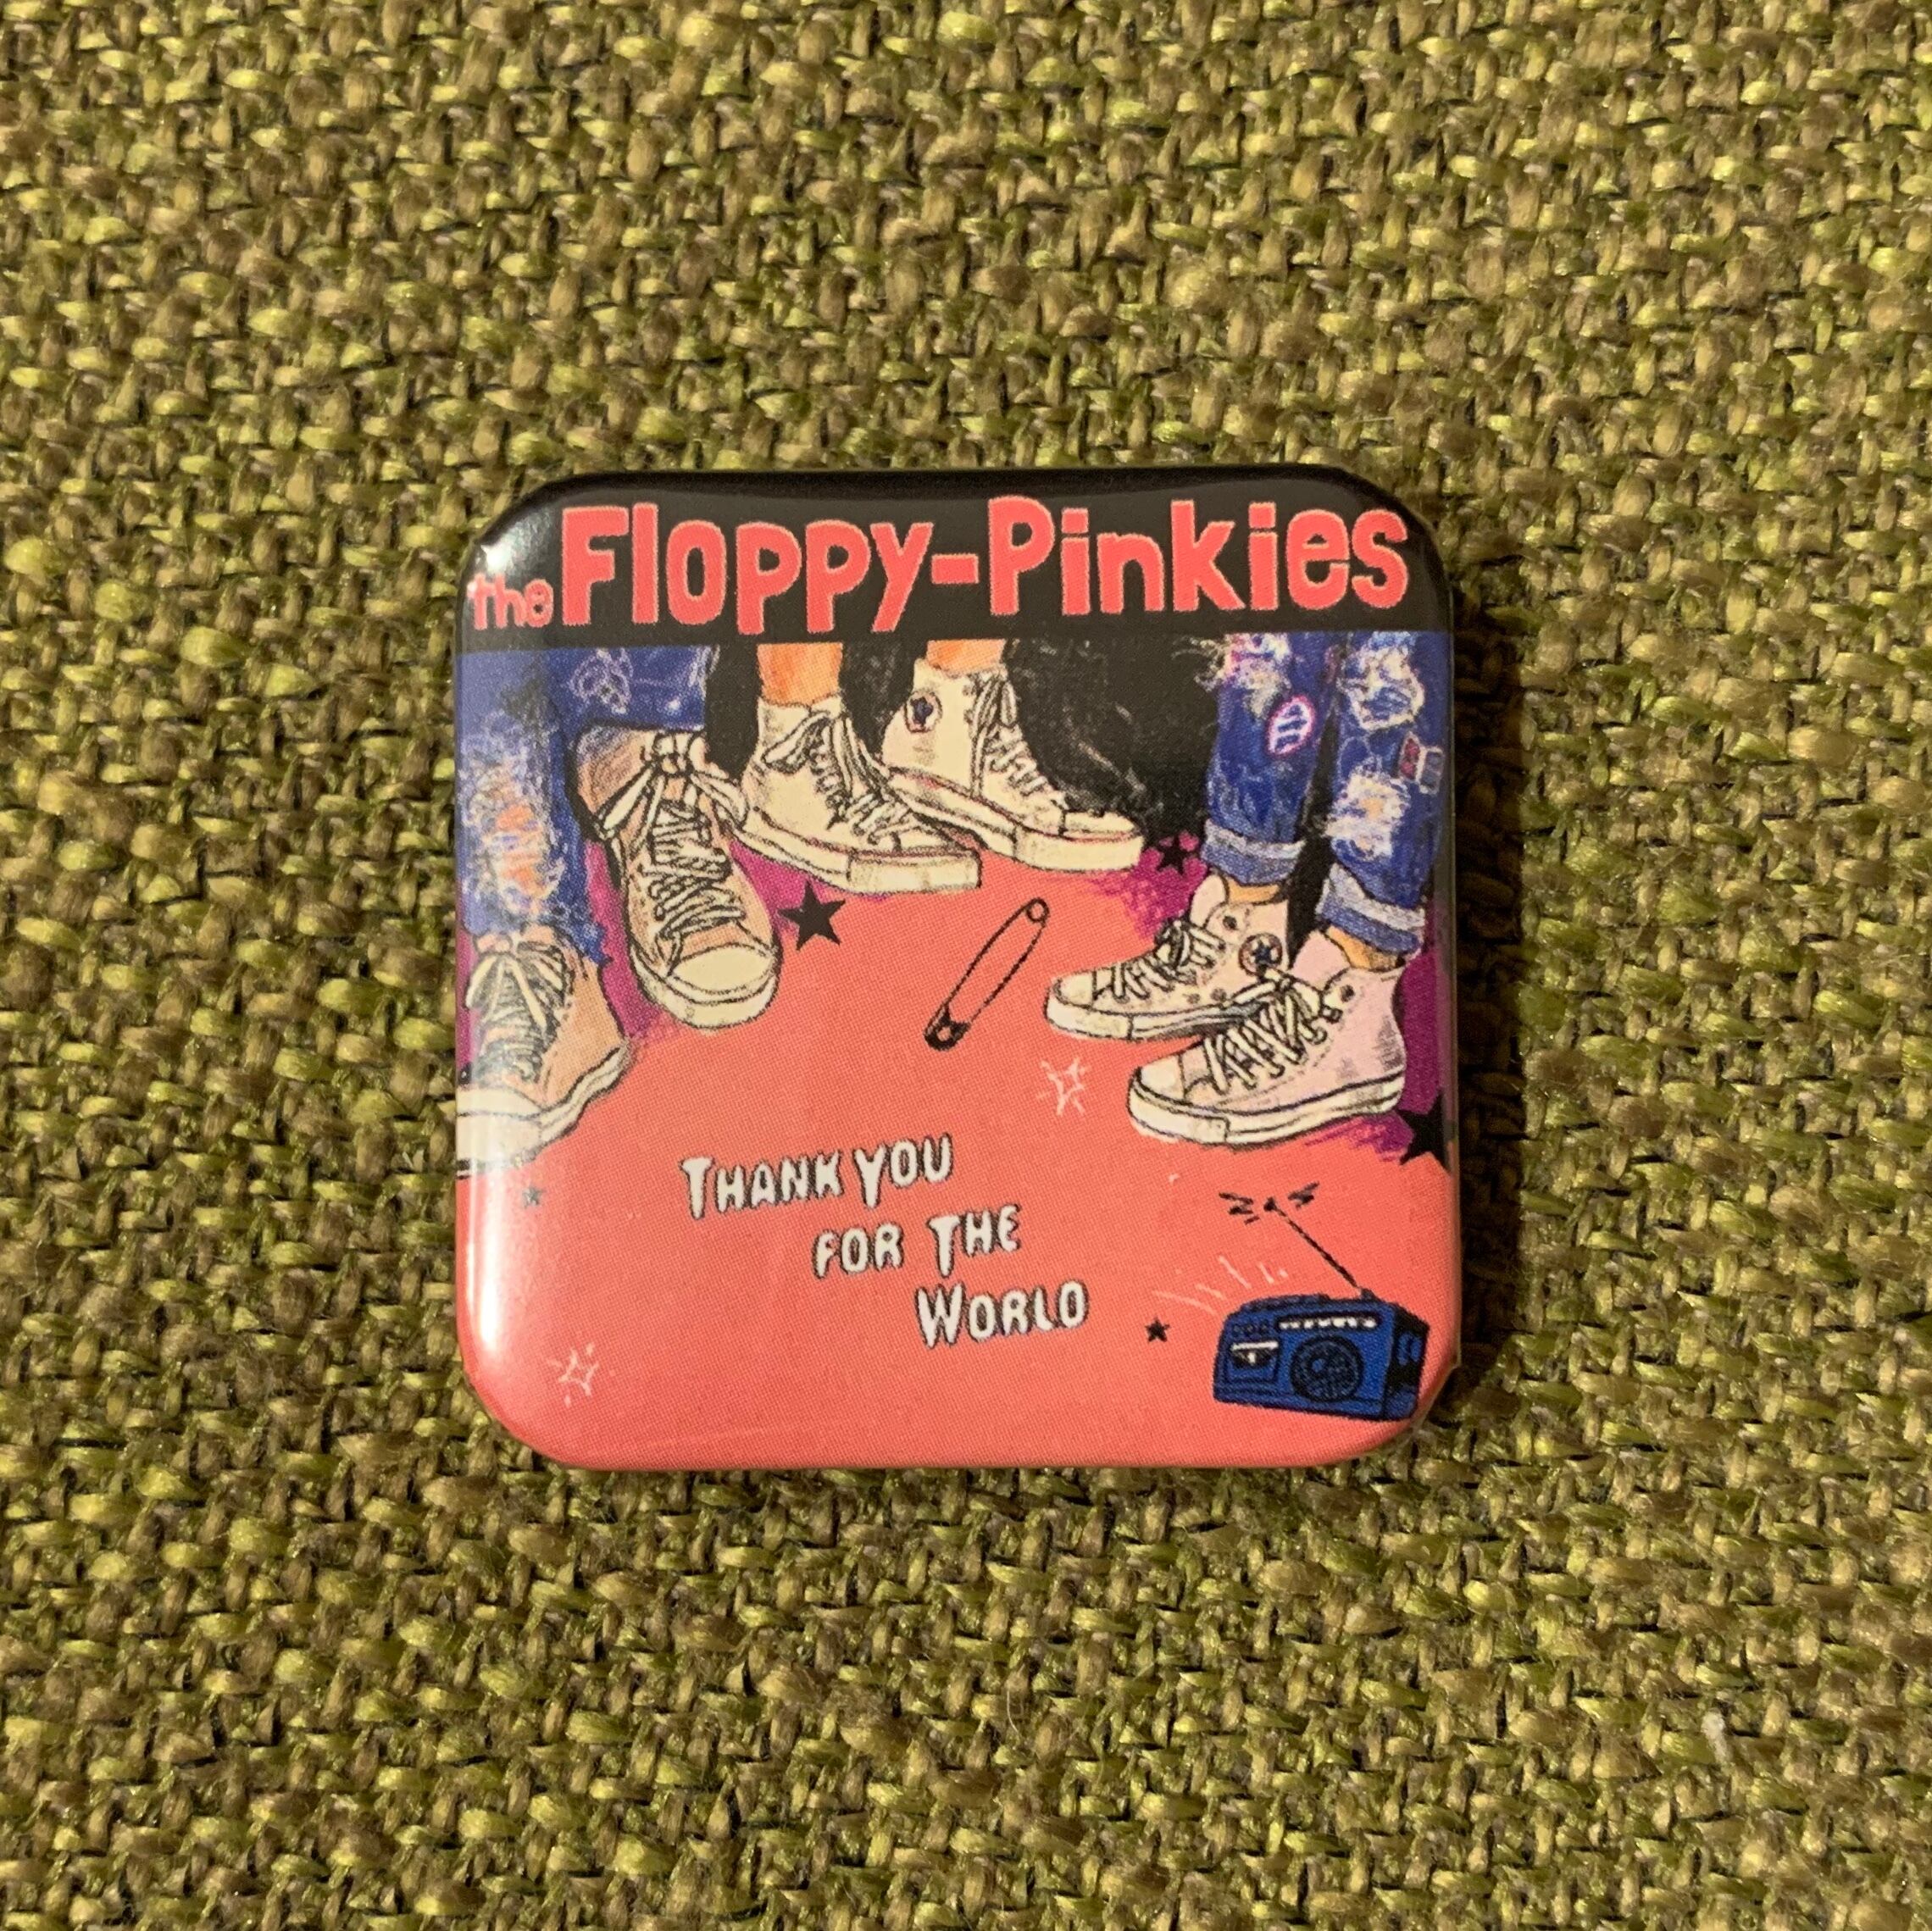 the Floppy-Pinkies
THANK YOU
FOR THE
WORLD